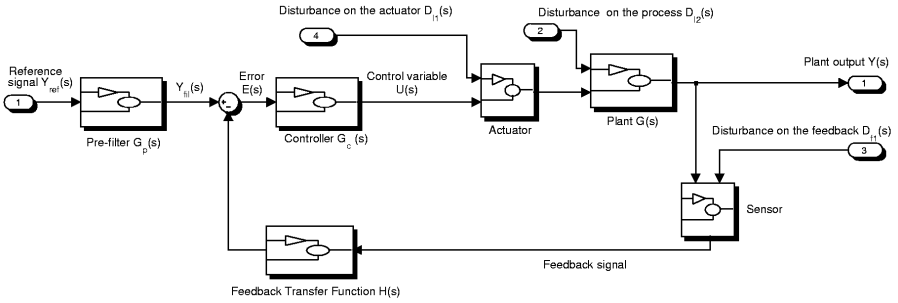 Disturbance on the actuator D_i1(s)
4
Disturbance on the process D_i2(s)
2
Reference
signal Y_ref(s)
1
Pre-filter G_p(s)
Y_fil(s)
+
-
Error
E(s)
Controller G_c (s)
Control variable
U(s)
Actuator
Plant G(s)
Plant output Y(s)
1
Disturbance on the feedback D_f1(s)
3
Sensor
Feedback signal
Feedback Transfer Function H(s)